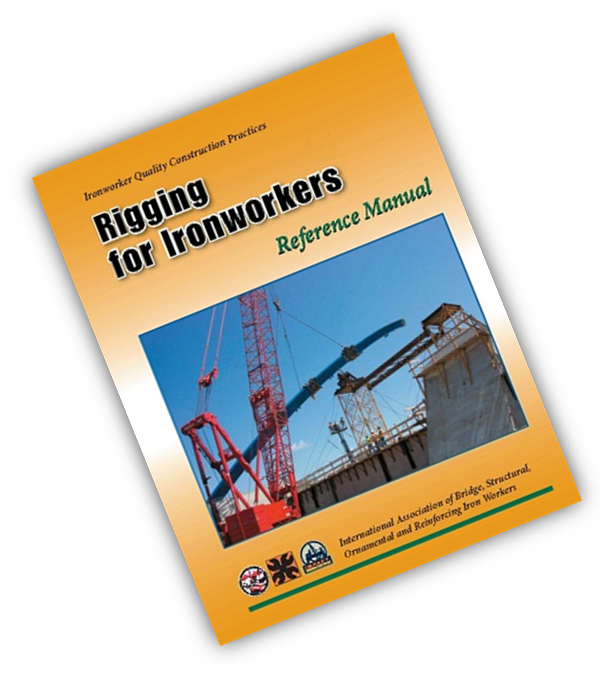 Ironworker Quality Construction Practices
Rigging
for Ironworkers
Reference Manual
International Association of Bridge, Structural,
Ornamental and Reinforcing Iron Workers